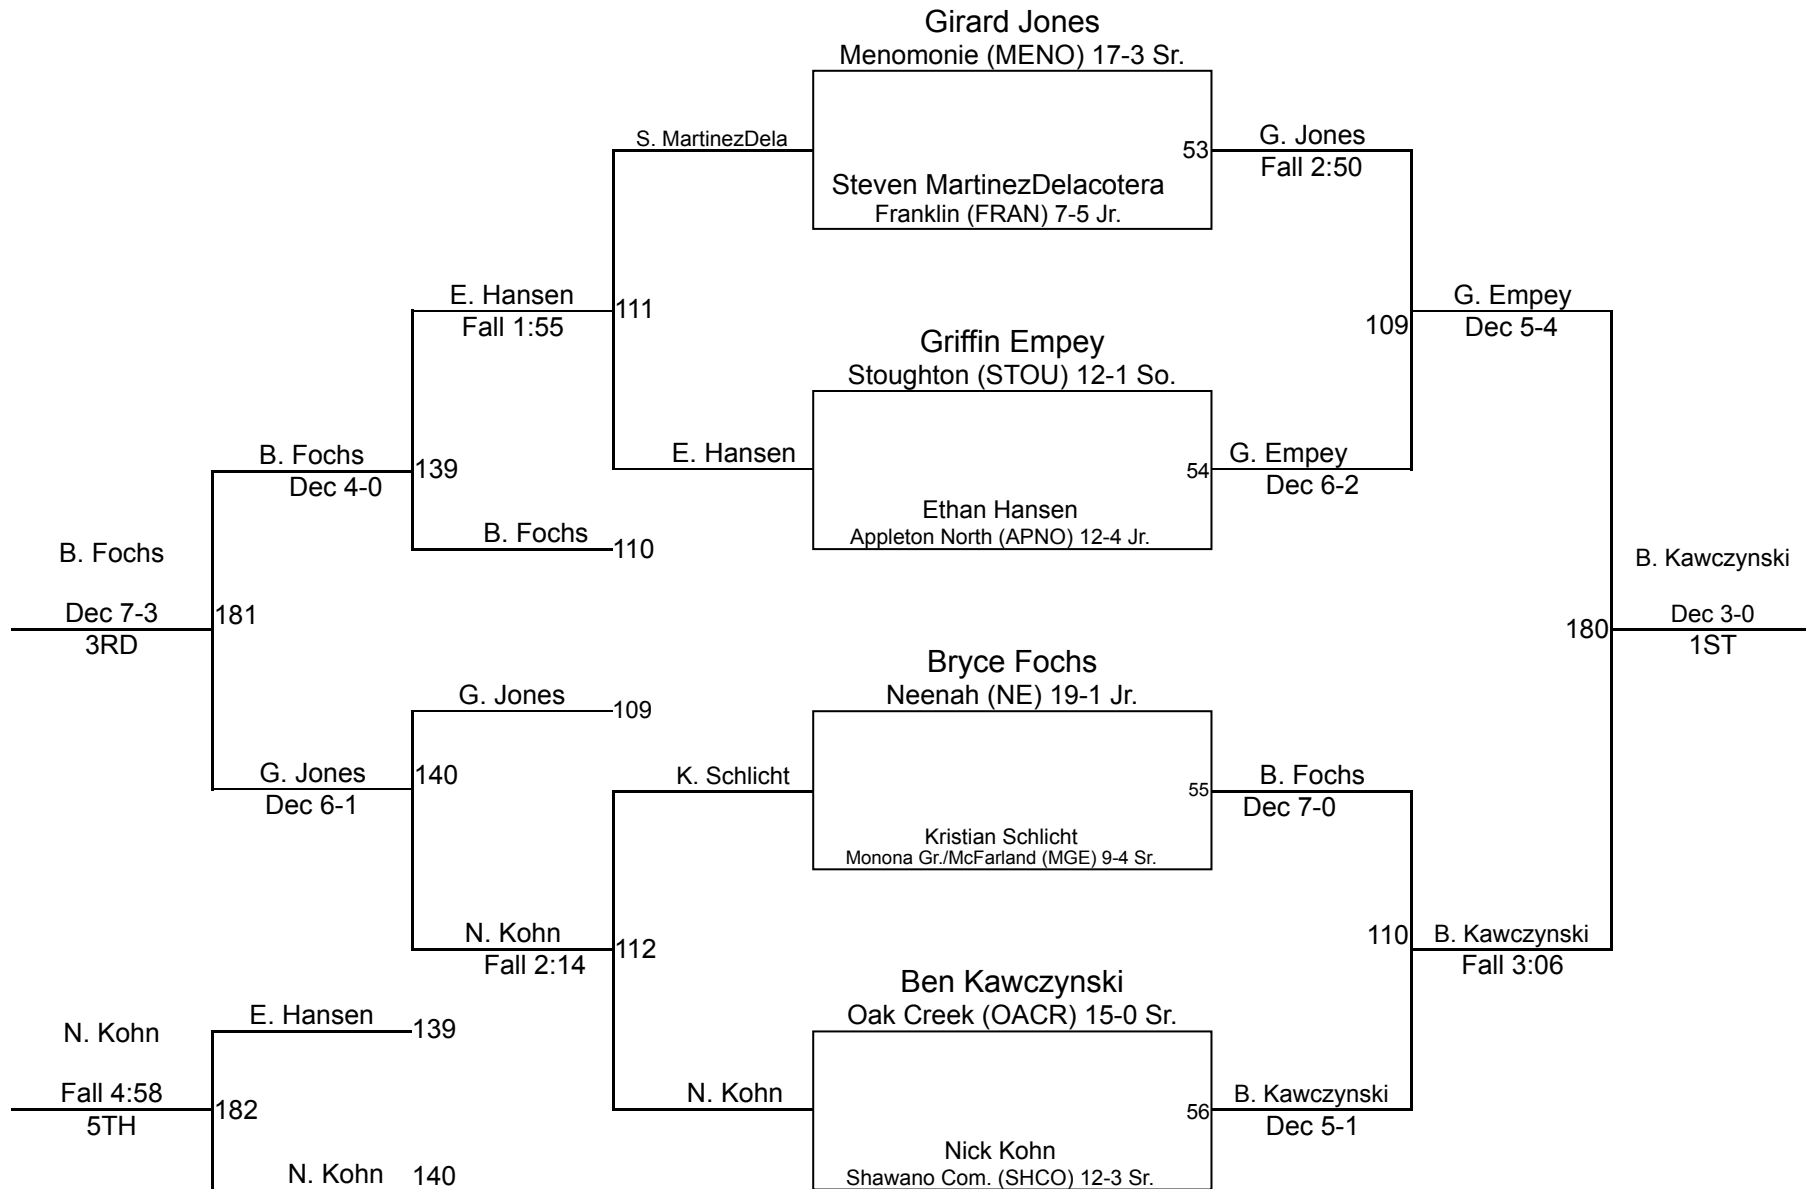 Girard Jones
Menomonie (MENO) 17-3 Sr.
S. MartinezDela
53
G. Jones
Fall 2:50
Steven MartinezDelacotera
Franklin (FRAN) 7-5 Jr.
E. Hansen
Fall 1:55
111
109
G. Empey
Dec 5-4
Griffin Empey
Stoughton (STOU) 12-1 So.
B. Fochs
Dec 4-0
139
E. Hansen
54
G. Empey
Dec 6-2
Ethan Hansen
Appleton North (APNO) 12-4 Jr.
B. Fochs
110
B. Fochs
Dec 7-3
3RD
181
B. Kawczynski
Dec 3-0
1ST
180
Bryce Fochs
Neenah (NE) 19-1 Jr.
G. Jones
109
G. Jones
Dec 6-1
140
K. Schlicht
55
B. Fochs
Dec 7-0
Kristian Schlicht
Monona Gr./McFarland (MGE) 9-4 Sr.
N. Kohn
Fall 2:14
112
110
B. Kawczynski
Fall 3:06
Ben Kawczynski
Oak Creek (OACR) 15-0 Sr.
E. Hansen
139
N. Kohn
Fall 4:58
5TH
182
N. Kohn
56
B. Kawczynski
Dec 5-1
Nick Kohn
Shawano Com. (SHCO) 12-3 Sr.
N. Kohn
140